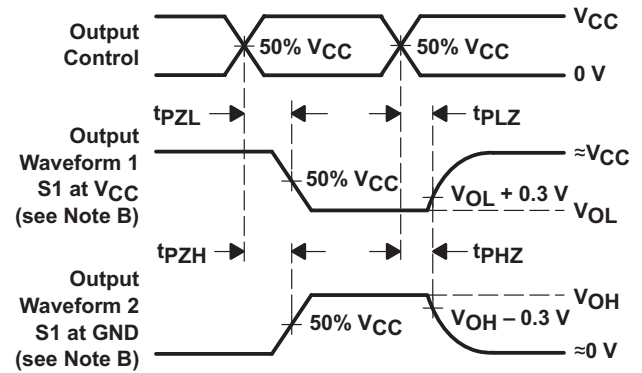 VCC
Output
Control
50% VCC
50% VCC
0 V
tPZL
tPLZ
Output
Waveform 1
S1 at VCC
(see Note B)
≈VCC
50% VCC
VOL + 0.3 V
VOL
tPZH
tPHZ
Output
Waveform 2
S1 at GND
(see Note B)
VOH
50% VCC
VOH – 0.3 V
≈0 V